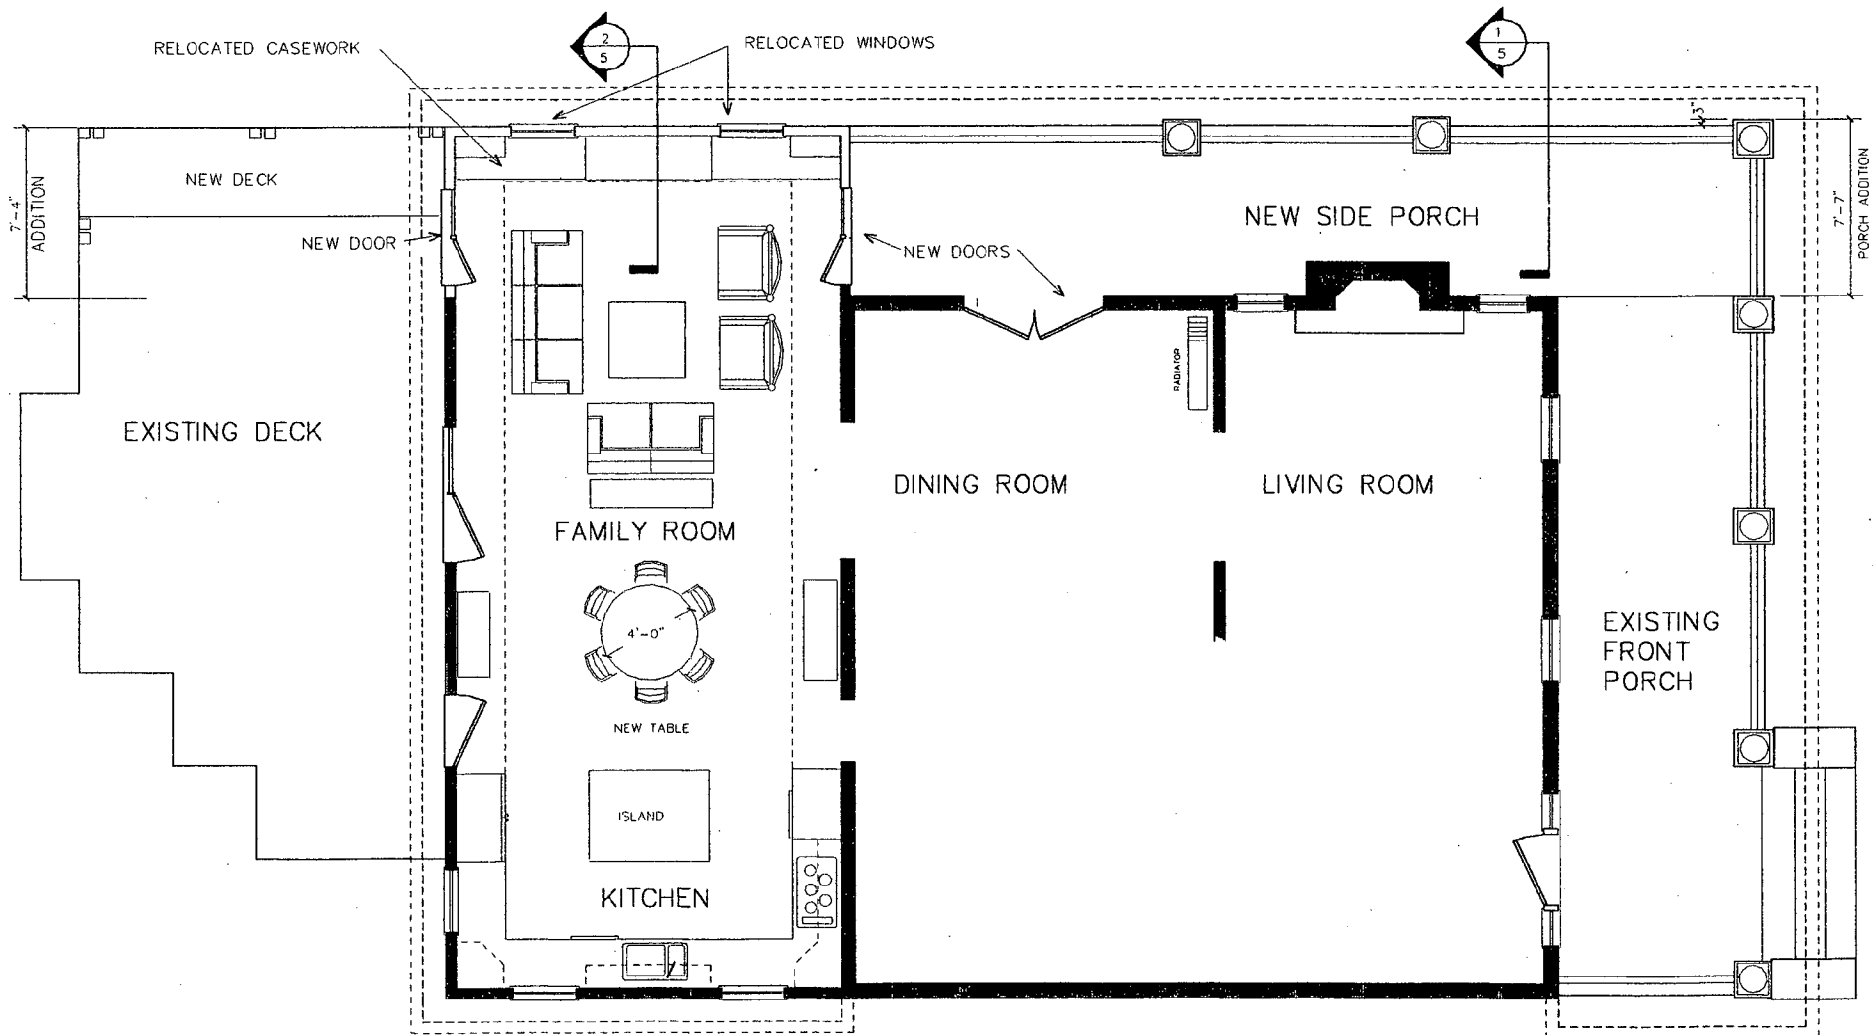 RELOCATED CASEWORK
2
5
RELOCATED WINDOWS
1
5
3"
NEW DECK
7'-4"
ADDITION
NEW DOOR
NEW DOORS
NEW SIDE PORCH
7'-7"
PORCH ADDITION
RADIATOR
EXISTING DECK
DINING ROOM
LIVING ROOM
FAMILY ROOM
4'-0"
NEW TABLE
EXISTING
FRONT
PORCH
ISLAND
KITCHEN